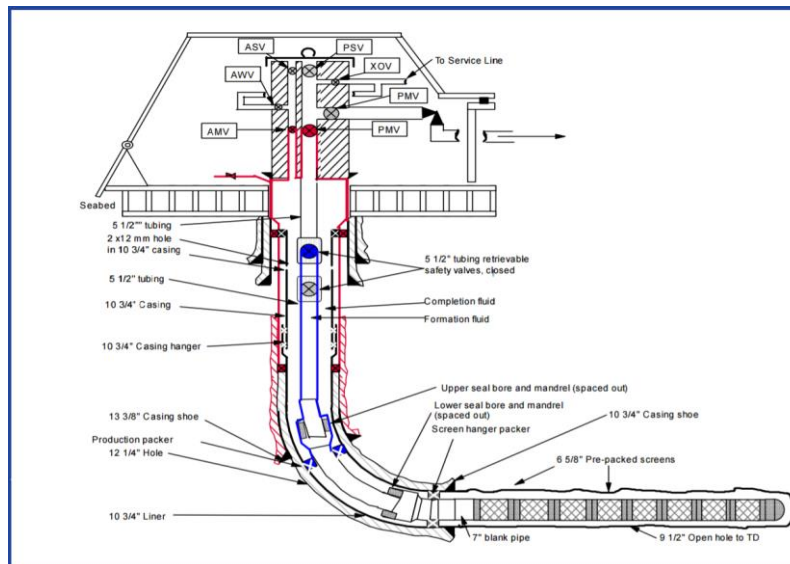 ASV
PSV
AWV
XOV
To Service Line
PMV
AMV
PMV
Seabed
5 1/2"" tubing
2 x12 mm hole
in 10 3/4" casing
5 1/2" tubing
10 3/4" Casing
10 3/4" Casing hanger
5 1/2" tubing retrievable
safety valves, closed
Completion fluid
Formation fluid
Upper seal bore and mandrel (spaced out)
Lower seal bore and mandrel
(spaced out)
Screen hanger packer
10 3/4" Casing shoe
13 3/8" Casing shoe
Production packer
12 1/4" Hole
6 5/8" Pre-packed screens
10 3/4" Liner
7" blank pipe
9 1/2" Open hole to TD